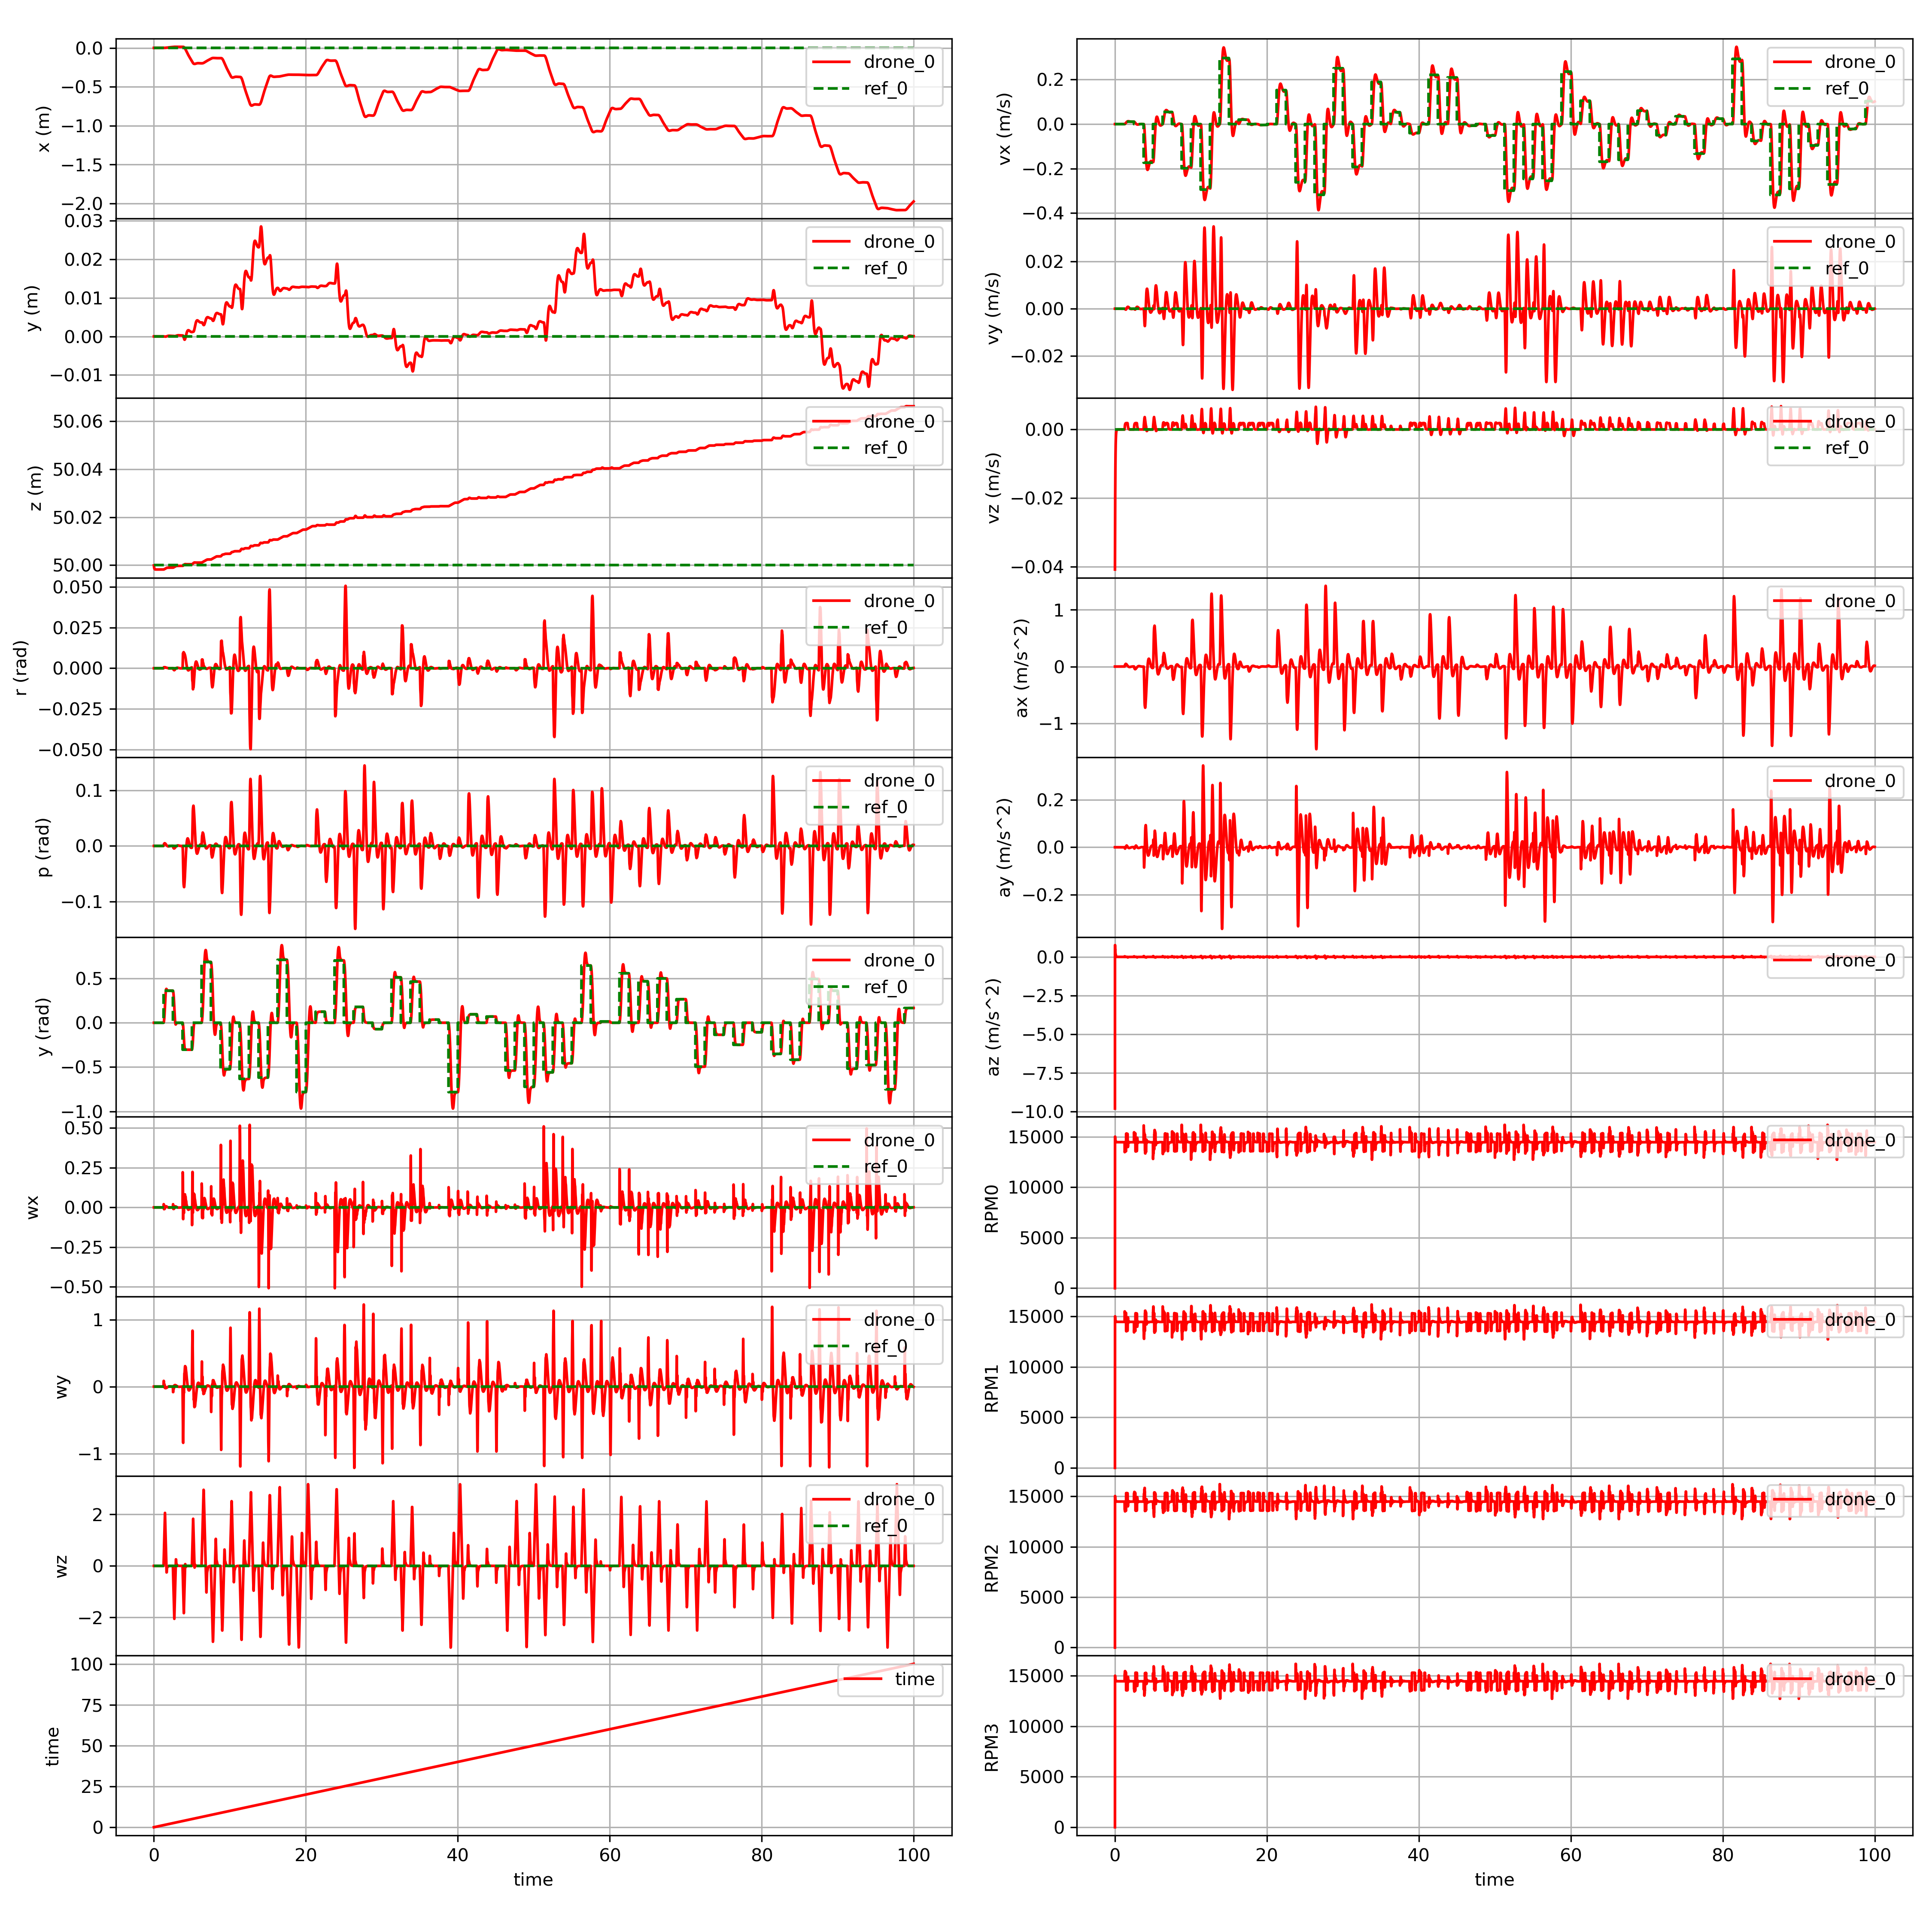 0.0
−0.5
−1.0
−1.5
−2.0
x (m)
drone_0
ref_0
0.03
0.02
0.01
0.00
−0.01
y (m)
drone_0
ref_0
50.06
50.04
50.02
50.00
z (m)
drone_0
ref_0
0.050
0.025
0.000
−0.025
−0.050
r (rad)
drone_0
ref_0
0.1
0.0
−0.1
p (rad)
drone_0
ref_0
0.5
0.0
−0.5
−1.0
y (rad)
drone_0
ref_0
0.50
0.25
0.00
−0.25
−0.50
wx
drone_0
ref_0
1
0
−1
wy
drone_0
ref_0
2
0
−2
wz
drone_0
ref_0
100
75
50
25
0
time
time
0 20 40 60 80 100
time
0.2
0.0
−0.2
−0.4
vx (m/s)
drone_0
ref_0
0.02
0.00
−0.02
vy (m/s)
drone_0
ref_0
0.00
−0.02
−0.04
vz (m/s)
drone_0
ref_0
1
0
−1
ax (m/s^2)
drone_0
0.2
0.0
−0.2
ay (m/s^2)
drone_0
0.0
−2.5
−5.0
−7.5
−10.0
az (m/s^2)
drone_0
15000
10000
5000
0
RPM0
drone_0
15000
10000
5000
0
RPM1
drone_0
15000
10000
5000
0
RPM2
drone_0
15000
10000
5000
0
RPM3
drone_0
0 20 40 60 80 100
time